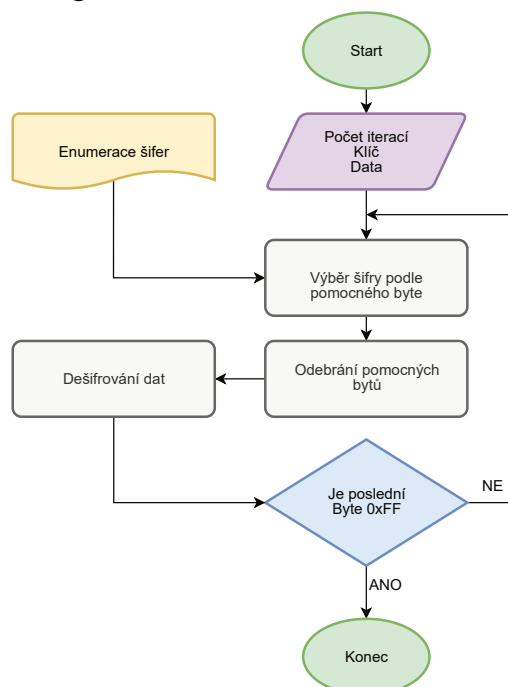 Start
Enumerace šifer
Počet iterací
Klíč
Data
Výběr šifry podle
pomocného byte
Dešifrování dat
Odebrání pomocných
bytů
Je poslední
Byte 0xFF
NE
ANO
Konec